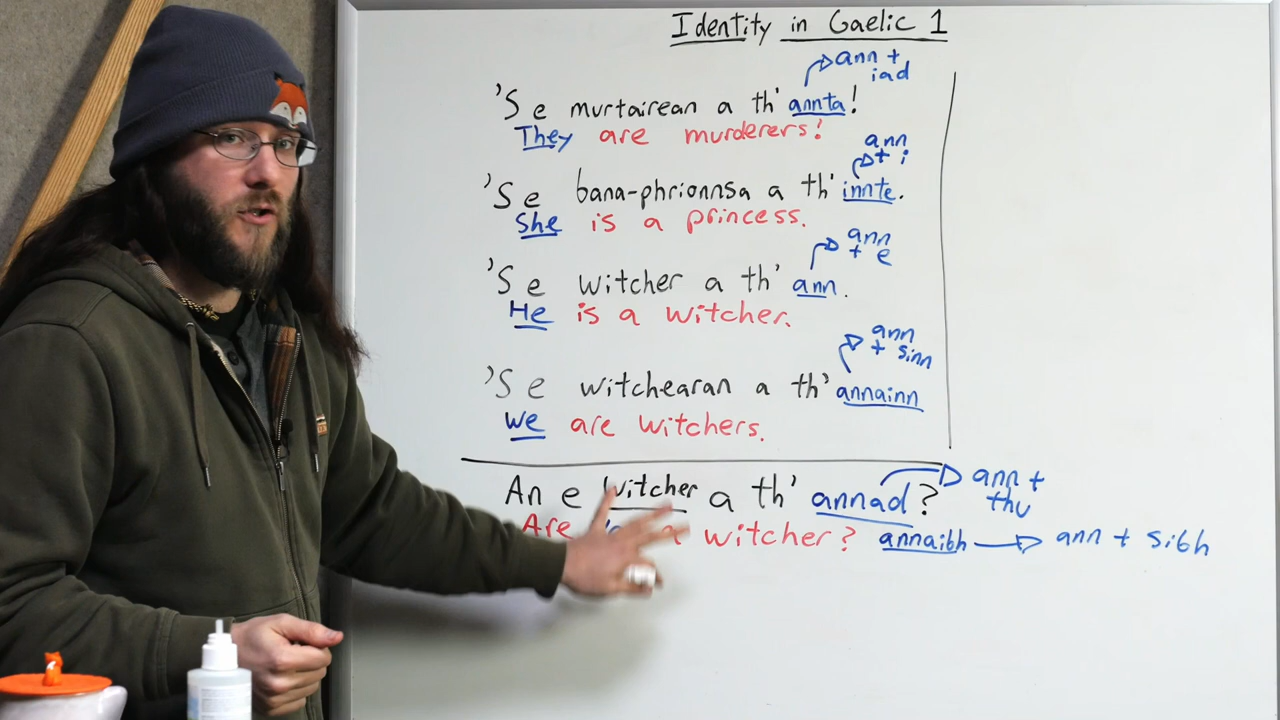 Identity in Gaelic 1
ann +
iad
'S e murtairean a th' annta!
They are murderers!
ann
+ i
'S e bana-phrionnsa a th' innte.
She is a princess.
ann
+ e
'S e witcher a th' ann.
He is a witcher.
ann
+ sinn
'S e witchearan a th' annainn
We are witchers.
An e witcher a th' annad?
ann +
thu
Are witcher? annaibh → ann + sibh